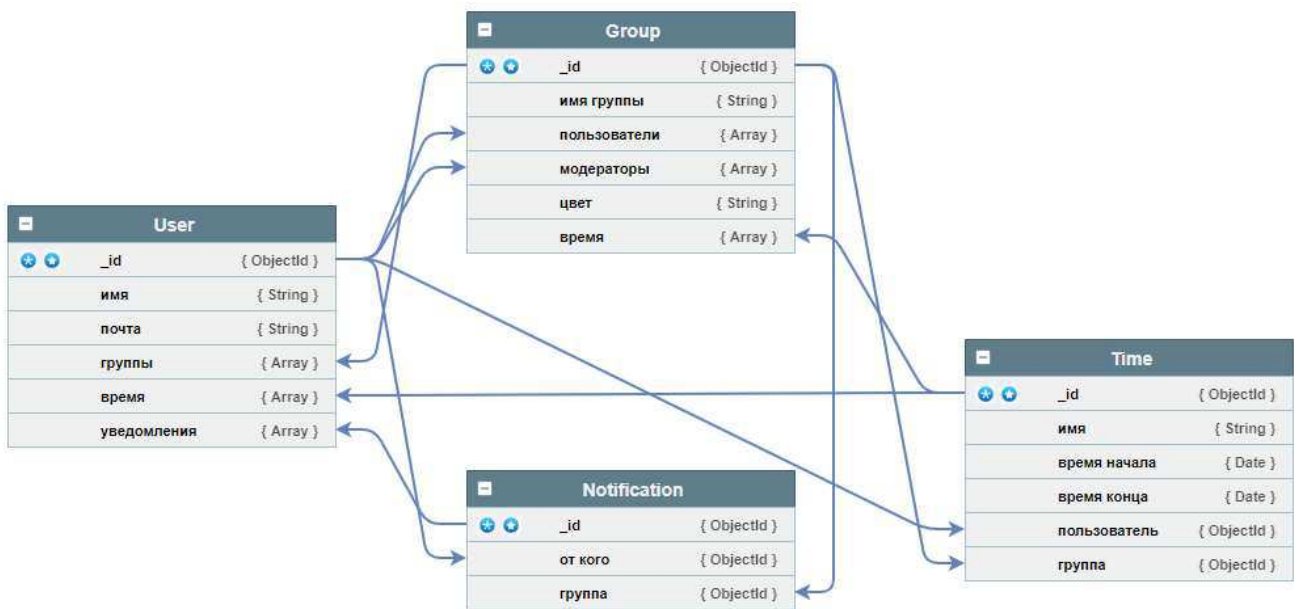 Group
_id { ObjectId }
имя группы { String }
пользователи { Array }
модераторы { Array }
цвет { String }
время { Array }
User
_id { ObjectId }
имя { String }
почта { String }
группы { Array }
время { Array }
уведомления { Array }
Time
_id { ObjectId }
имя { String }
время начала { Date }
время конца { Date }
пользователь { ObjectId }
группа { ObjectId }
Notification
_id { ObjectId }
от кого { ObjectId }
группа { ObjectId }